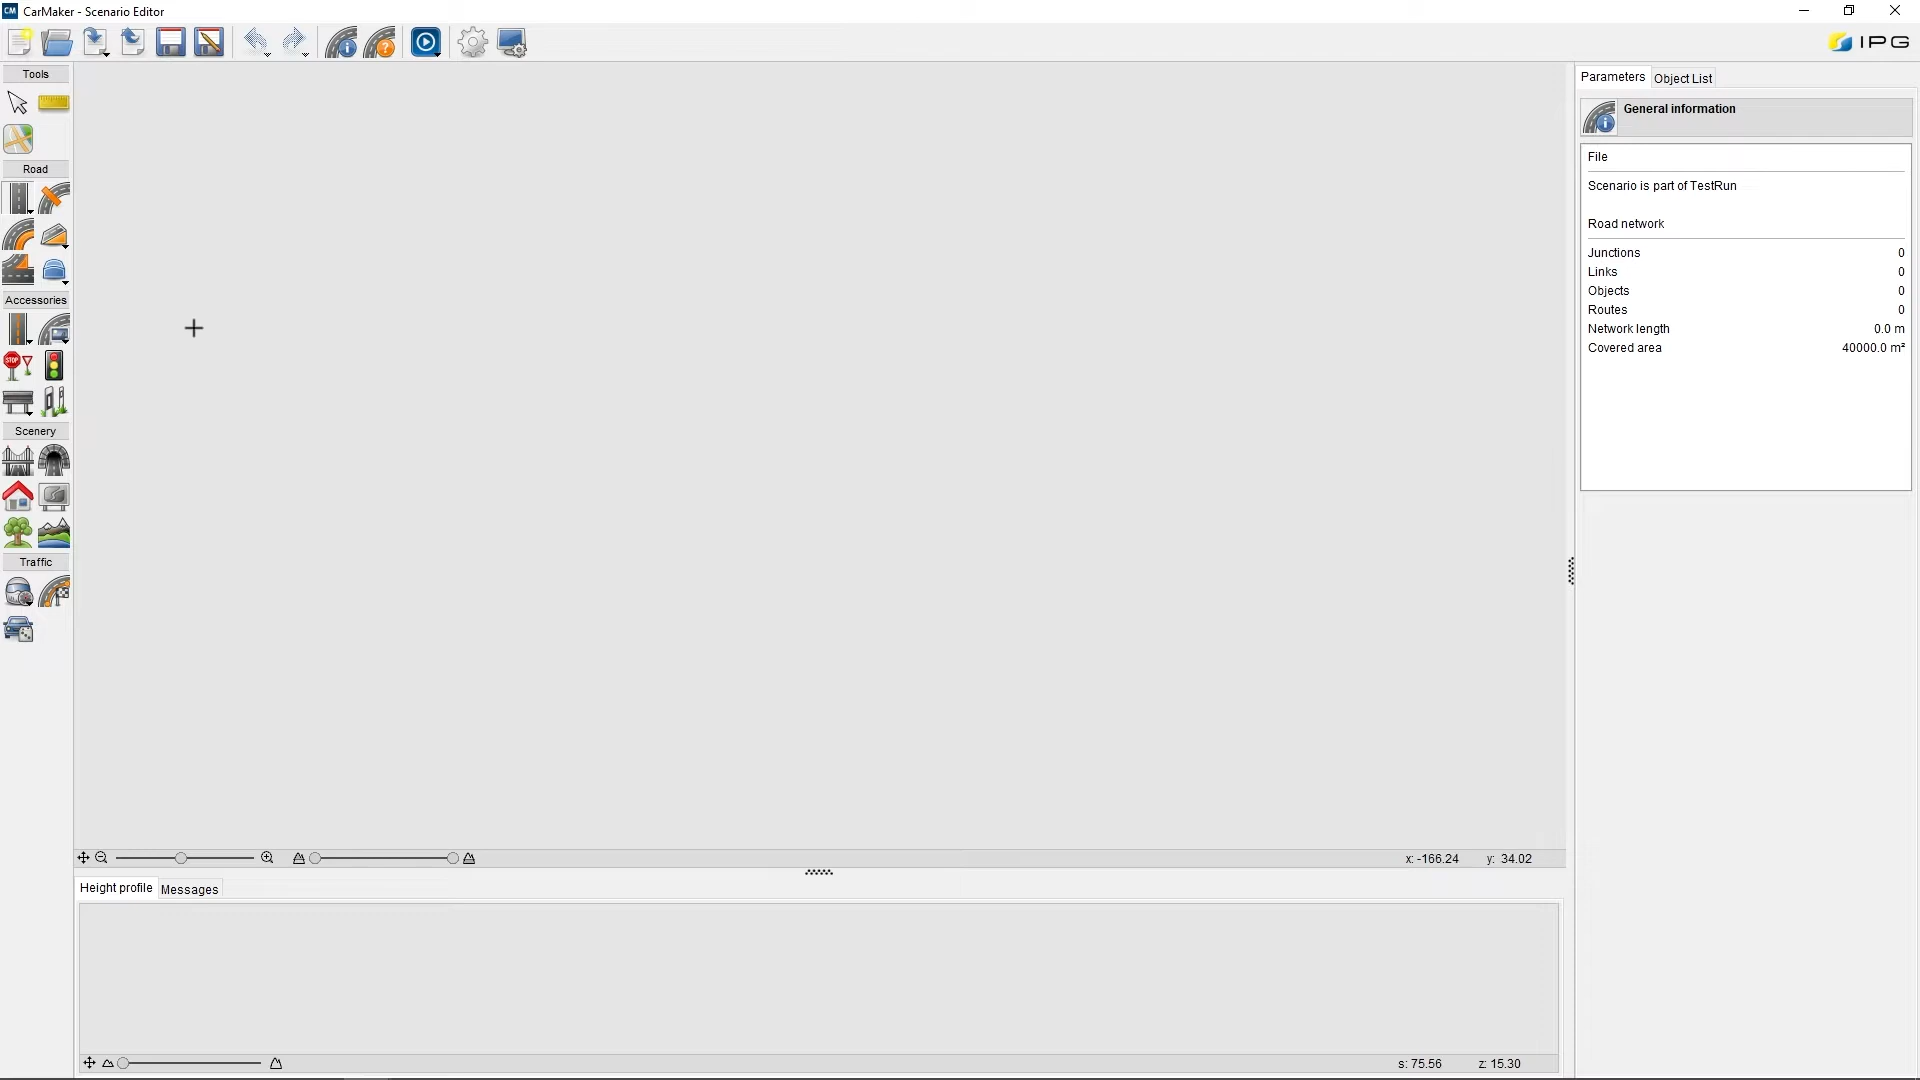 CM CarMaker - Scenario Editor
IPG
Tools
Road
Accessories
STOP
Scenery
Traffic
x: -166.24 y: 34.02
Height profile Messages
s: 75.56 z: 15.30
Parameters Object List
General information
File
Scenario is part of TestRun
Road network
Junctions 0
Links 0
Objects 0
Routes 0
Network length 0.0 m
Covered area 40000.0 m²